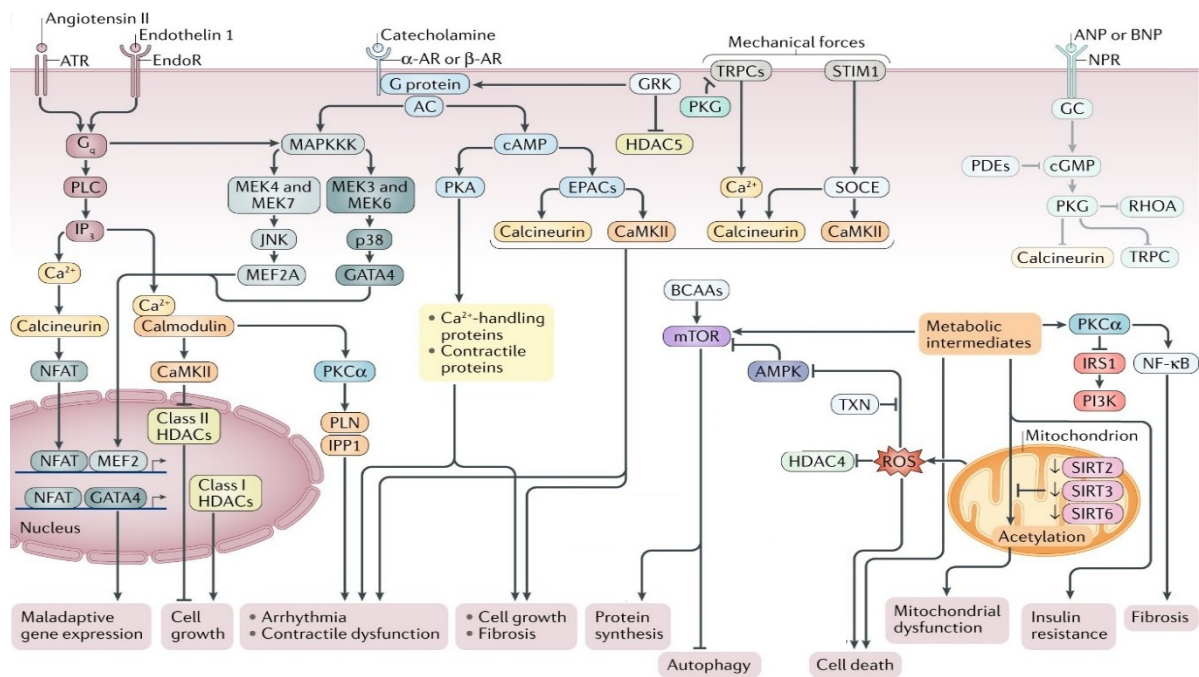 Angiotensin II
Endothelin 1
ATR
EndoR
Catecholamine
α-AR or β-AR
Mechanical forces
ANP or BNP
NPR
G protein
GRK
TRPCs
STIM1
AC
PKG
GC
Gq
MAPKKK
cAMP
HDAC5
PDEs
cGMP
PLC
MEK4 and
MEK7
MEK3 and
MEK6
PKA
EPACs
Ca²⁺
SOCE
PKG
RHOA
IP₃
JNK
p38
Calcineurin
CaMKII
Calcineurin
CaMKII
Calcineurin
TRPC
Ca²⁺
MEF2A
GATA4
Ca²⁺
BCAAs
Calcineurin
Calmodulin
• Ca²⁺-handling
proteins
• Contractile
proteins
mTOR
Metabolic
intermediates
PKCα
NFAT
CaMKII
PKCα
AMPK
IRS1
NF-κB
Class II
HDACs
PLN
IPP1
TXN
PI3K
NFAT
MEF2
HDAC4
ROS
Mitochondrion
↓ SIRT2
↓ SIRT3
↓ SIRT6
NFAT
GATA4
Class I
HDACs
Nucleus
Acetylation
Maladaptive
gene expression
Cell
growth
• Arrhythmia
• Contractile dysfunction
• Cell growth
• Fibrosis
Protein
synthesis
Autophagy
Cell death
Mitochondrial
dysfunction
Insulin
resistance
Fibrosis